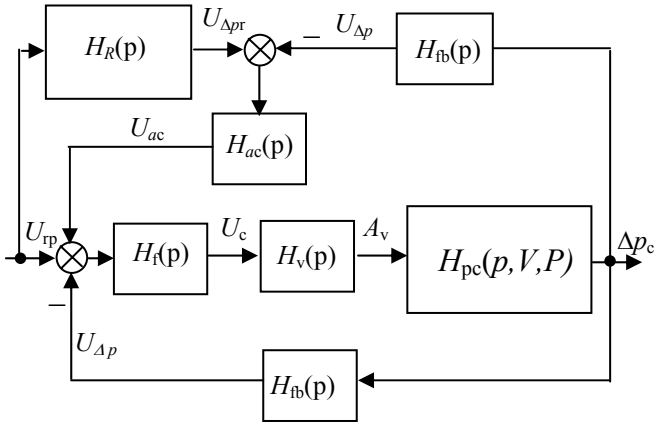 U_Δpr
U_Δp
H_R(p)
–
H_fb(p)
U_ac
H_ac(p)
U_rp
U_c
A_v
Δp_c
H_f(p)
H_v(p)
H_pc(p,V,P)
–
U_Δp
H_fb(p)